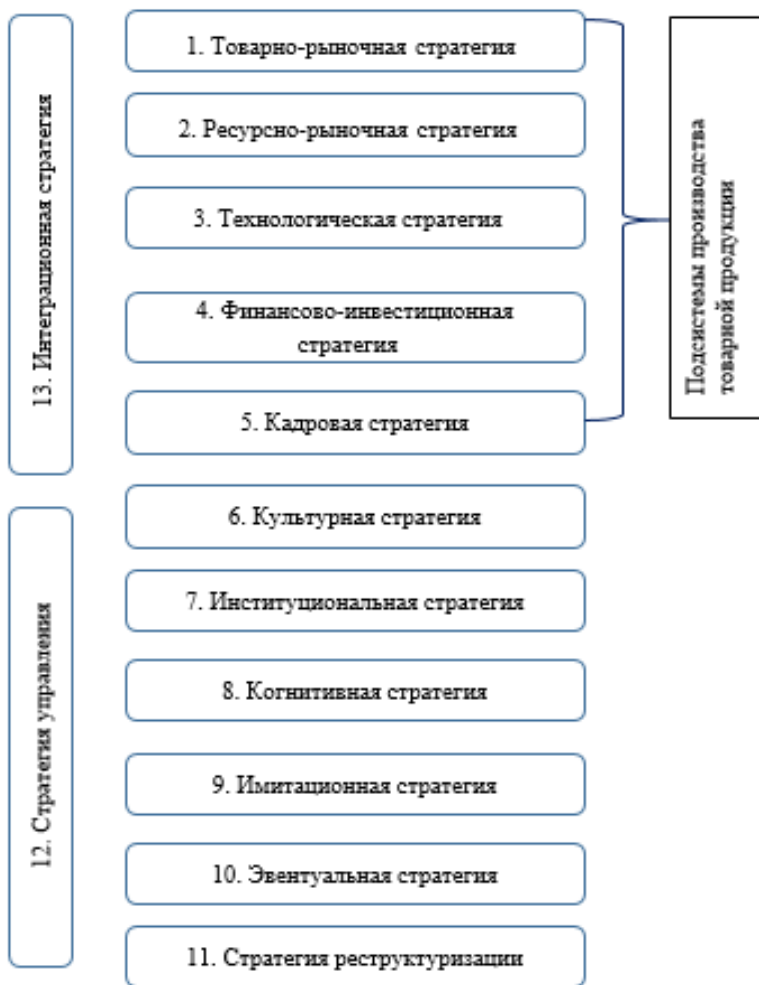 13. Интеграционная стратегия
12. Стратегия управления
1. Товарно-рыночная стратегия
2. Ресурсно-рыночная стратегия
3. Технологическая стратегия
4. Финансово-инвестиционная
стратегия
5. Кадровая стратегия
6. Культурная стратегия
7. Институциональная стратегия
8. Когнитивная стратегия
9. Имитационная стратегия
10. Эвентуальная стратегия
11. Стратегия реструктуризации
Подсистемы производства
товарной продукции